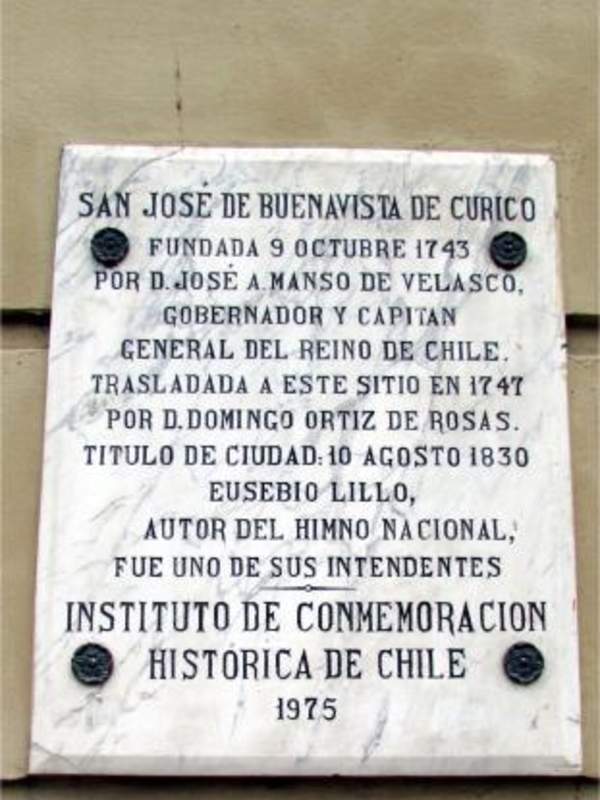 SAN JOSÉ DE BUENAVISTA DE CURICO
FUNDADA 9 OCTUBRE 1743
POR D. JOSÉ A. MANSO DE VELASCO,
GOBERNADOR Y CAPITAN
GENERAL DEL REINO DE CHILE.
TRASLADADA A ESTE SITIO EN 1747
POR D. DOMINGO ORTIZ DE ROSAS.
TITULO DE CIUDAD: 10 AGOSTO 1830
EUSEBIO LILLO,
AUTOR DEL HIMNO NACIONAL,
FUE UNO DE SUS INTENDENTES
INSTITUTO DE CONMEMORACION
HISTÓRICA DE CHILE
1975